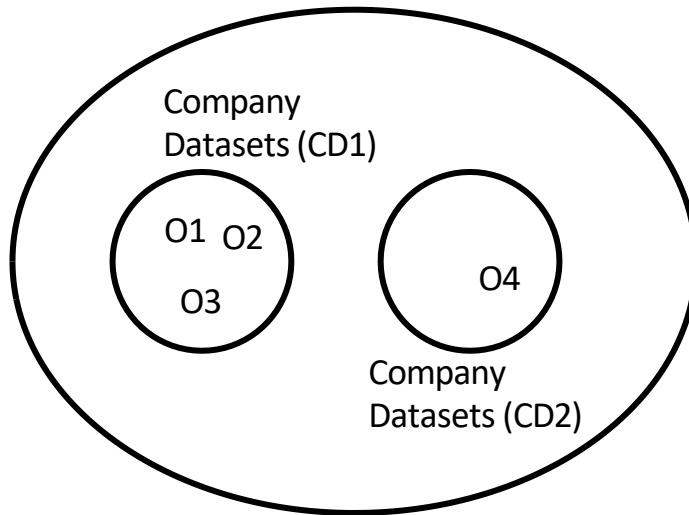 Company
Datasets (CD1)
O1 O2
O3
O4
Company
Datasets (CD2)